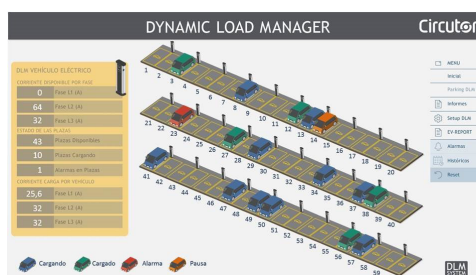 DYNAMIC LOAD MANAGER
Circutor
DLM VEHÍCULO ELÉCTRICO
CORRIENTE DISPONIBLE POR FASE
0 Fase L1 (A)
64 Fase L2 (A)
32 Fase L3 (A)
ESTADO DE LAS PLAZAS
43 Plazas Disponibles
10 Plazas Cargando
1 Alarmas en Plazas
CORRIENTE CARGA POR VEHÍCULO
25,6 Fase L1 (A)
32 Fase L2 (A)
32 Fase L3 (A)
1 2 3 4 5 6 7 8 9 10 11 12 13 14 15 16 17 18 19 20
21 22 23 24 25 26 27 28 29 30 31 32 33 34 35 36 37 38 39 40
41 42 43 44 45 46 47 48 49 50 51 52 53 54 55 56 57 58 59
MENU
Inicial
Parking DLM
Informes
Setup DLM
EV REPORT
Alarmas
Históricos
Reset
Cargando
Cargado
Alarma
Pausa
DLM
SYSTEM